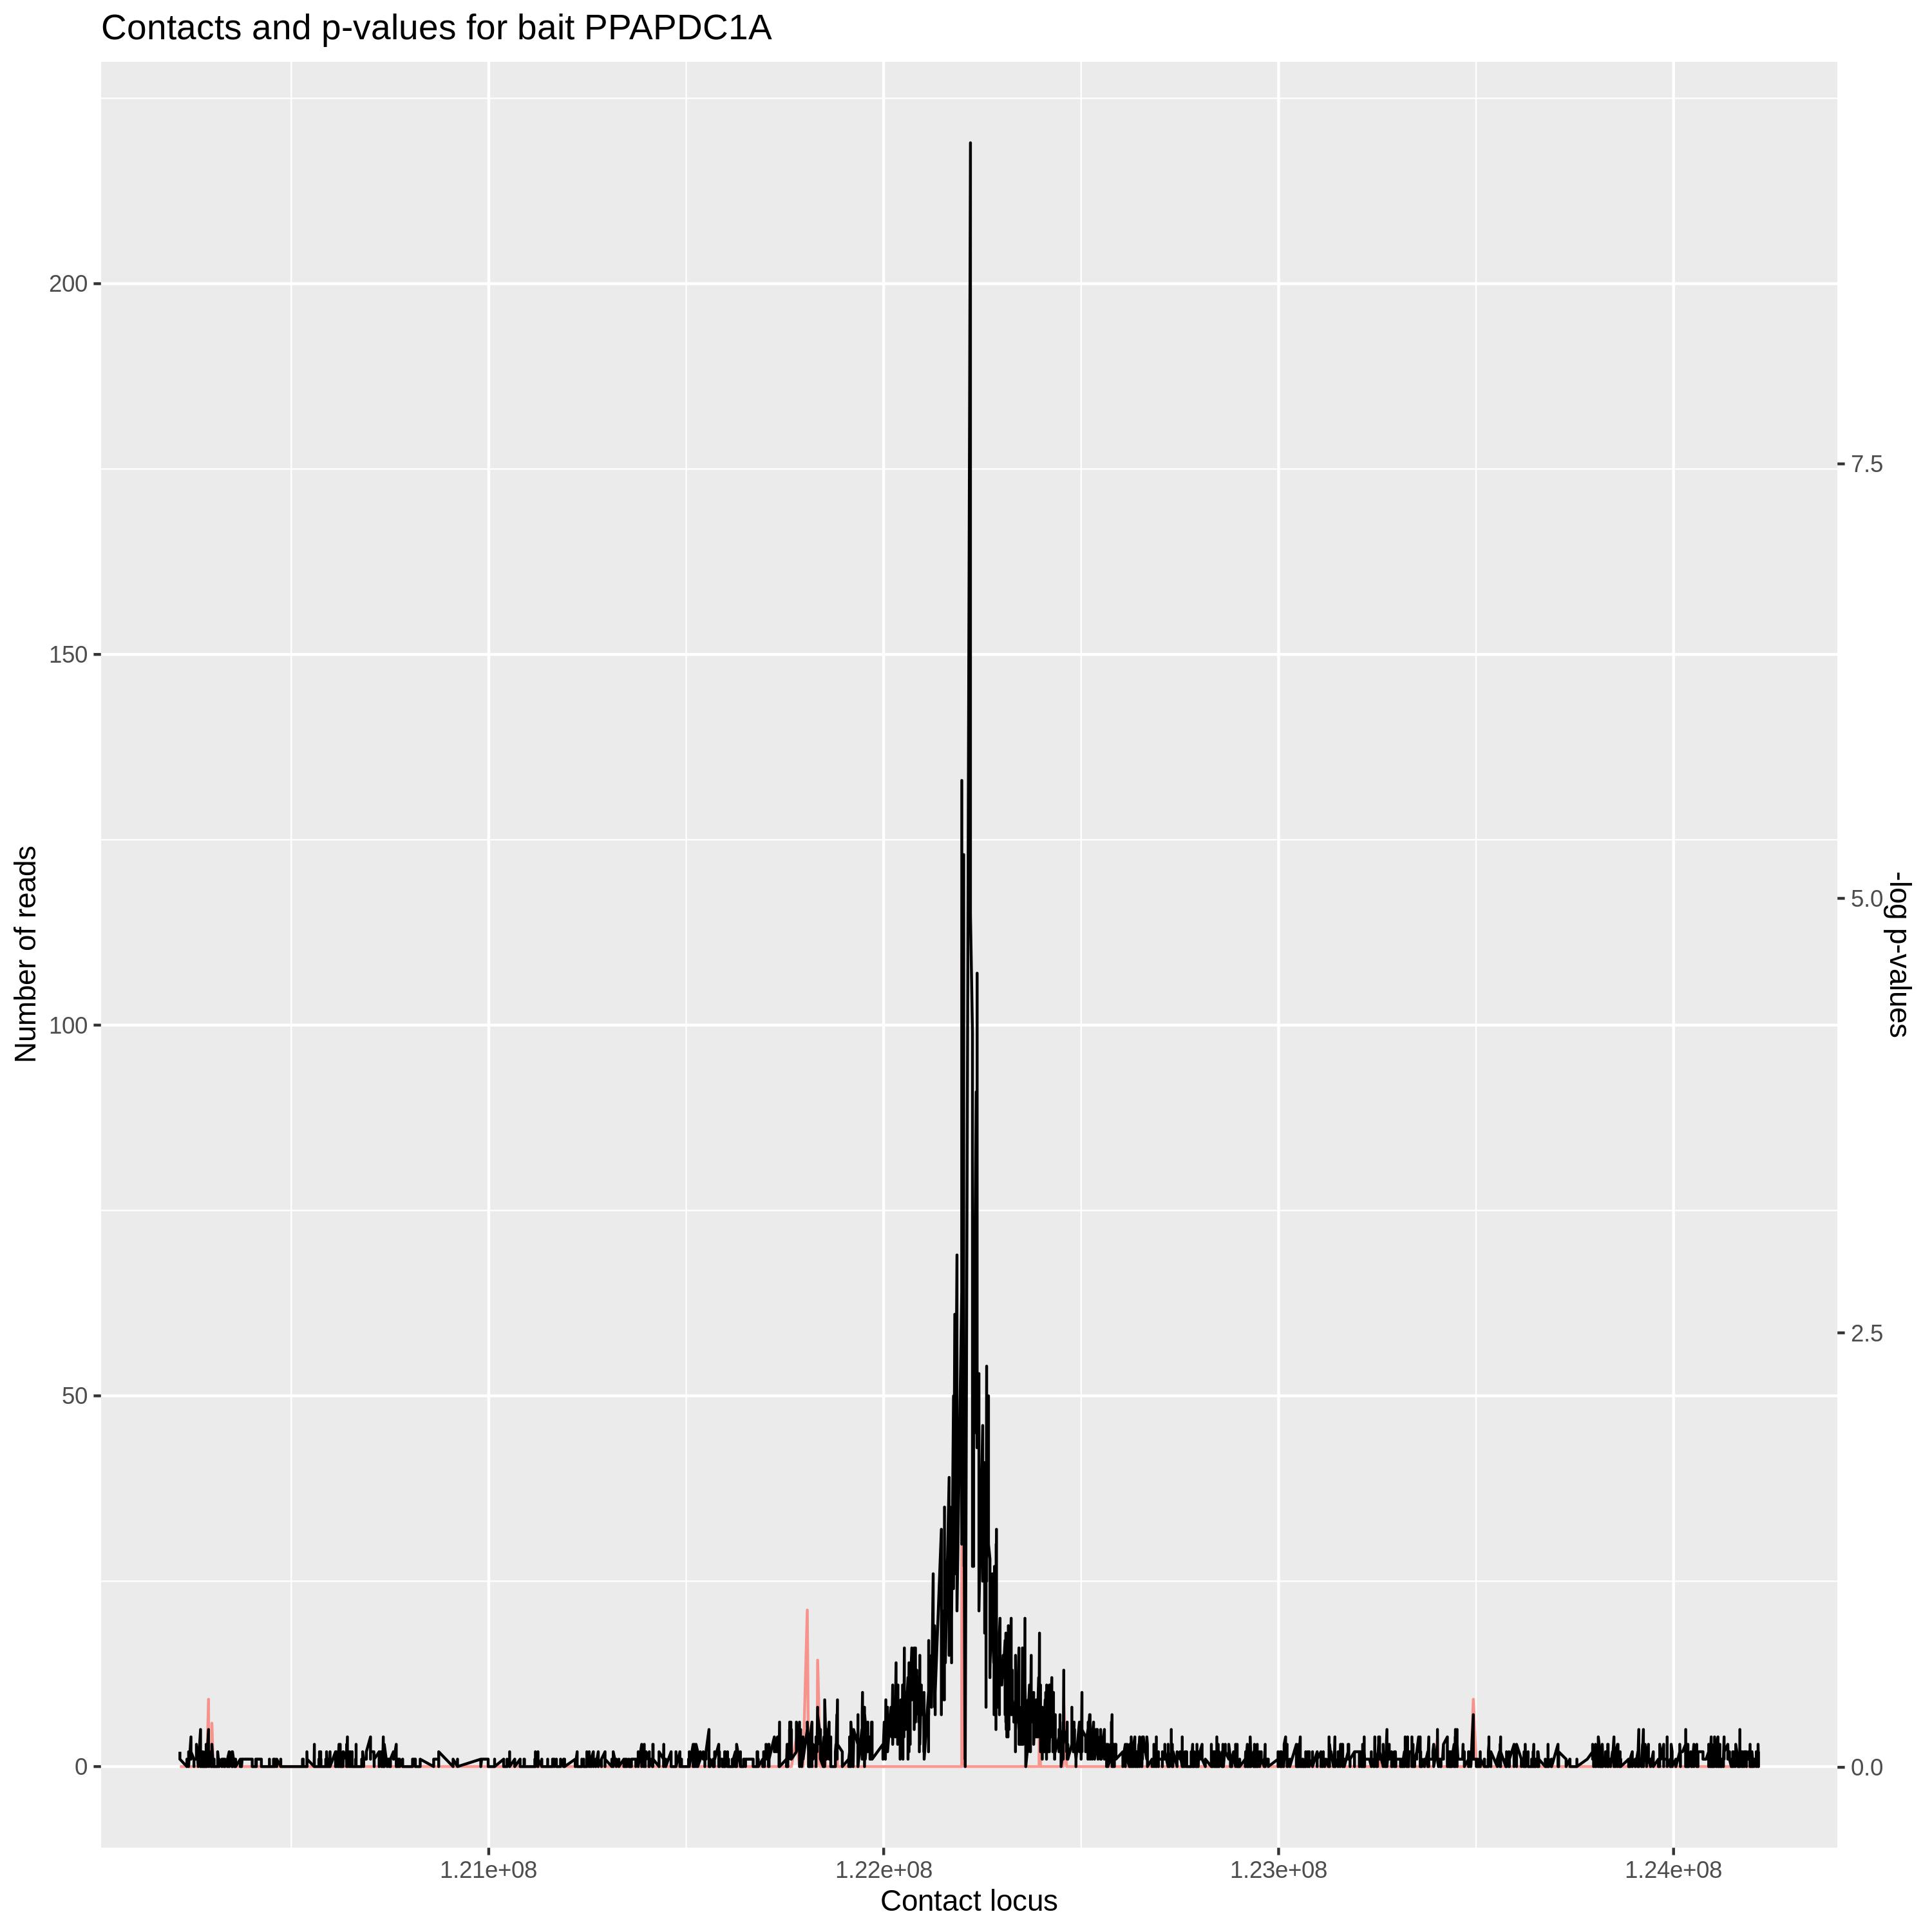 Contacts and p-values for bait PPAPDC1A
200
150
100
50
0
Number of reads
7.5
5.0
2.5
0.0
-log p-values
1.21e+08
1.22e+08
1.23e+08
1.24e+08
Contact locus